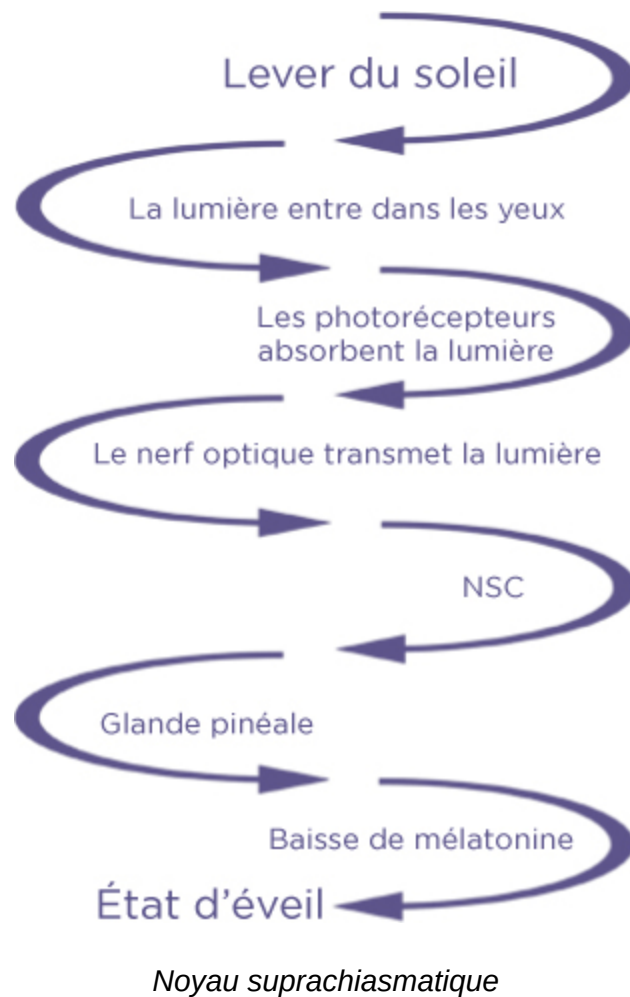 Lever du soleil
La lumière entre dans les yeux
Les photorécepteurs
absorbent la lumière
Le nerf optique transmet la lumière
NSC
Glande pinéale
Baisse de mélatonine
État d’éveil
Noyau suprachiasmatique